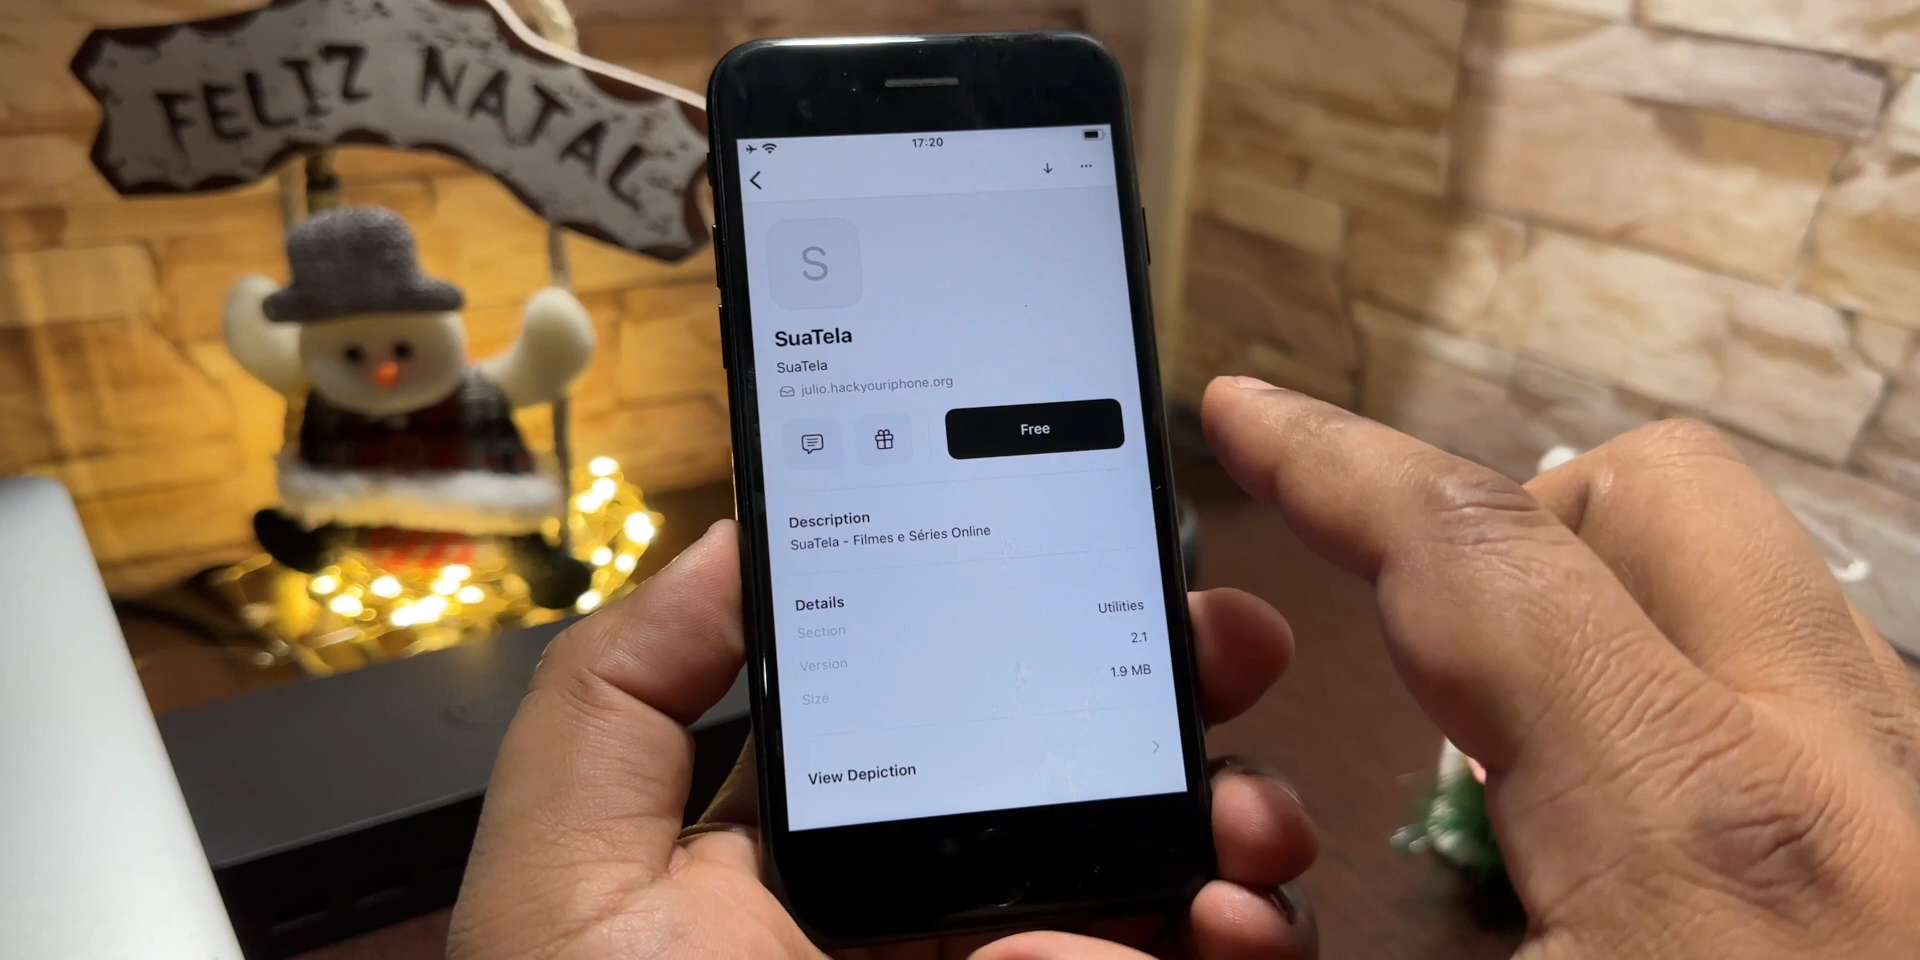 FELIZ NATAL
17:20
S
SuaTela
SuaTela
julio.hackyouriphone.org
Free
Description
SuaTela - Filmes e Séries Online
Details
Section Utilities
Version 2.1
Size 1.9 MB
View Depiction